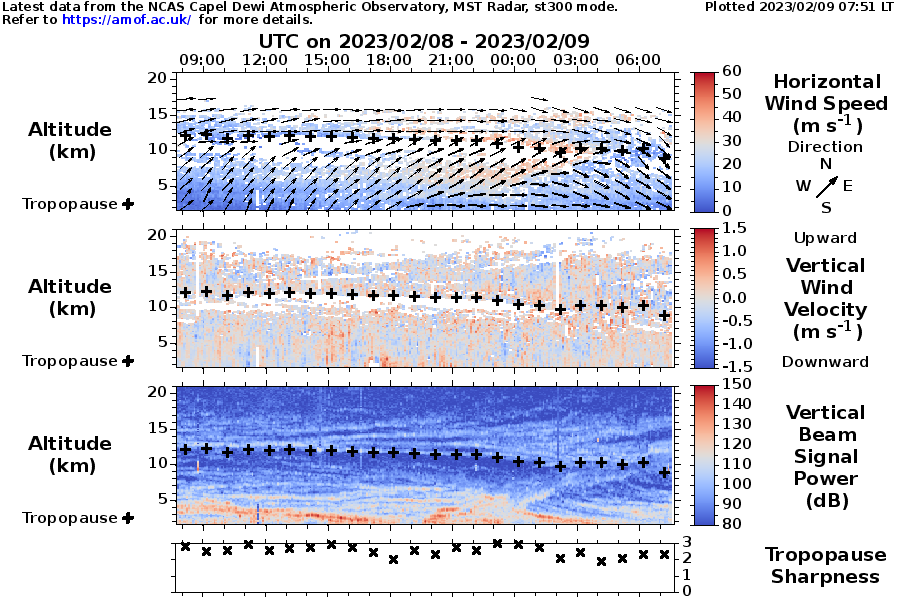 Latest data from the NCAS Capel Dewi Atmospheric Observatory, MST Radar, st300 mode.
Plotted 2023/02/09 07:51 LT
Refer to https://amof.ac.uk/ for more details.
UTC on 2023/02/08 - 2023/02/09
09:00 12:00 15:00 18:00 21:00 00:00 03:00 06:00
Altitude
(km)
Tropopause
20
15
10
5
60
50
40
30
20
10
0
Horizontal
Wind Speed
(m s-1)
Direction
N
W E
S
Altitude
(km)
Tropopause
20
15
10
5
1.5
1.0
0.5
0.0
-0.5
-1.0
-1.5
Upward
Vertical
Wind
Velocity
(m s-1)
Downward
Altitude
(km)
Tropopause
20
15
10
5
150
140
130
120
110
100
90
80
Vertical
Beam
Signal
Power
(dB)
3
2
1
0
Tropopause
Sharpness